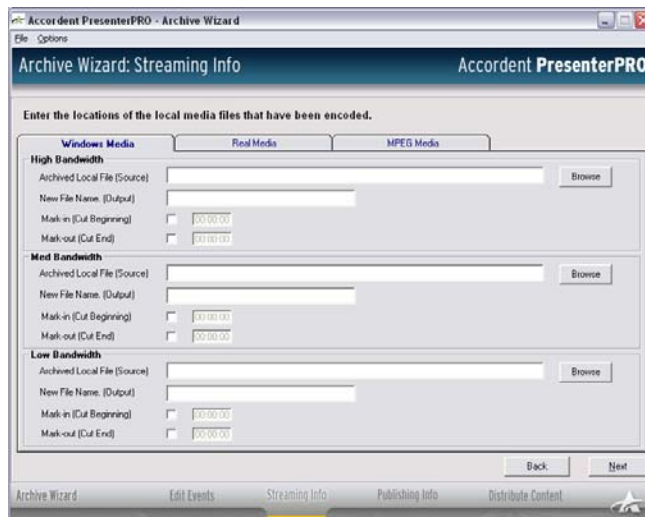 Accordent PresenterPRO - Archive Wizard
File Options
Archive Wizard: Streaming Info Accordent PresenterPRO
Enter the locations of the local media files that have been encoded.
Windows Media Real Media MPEG Media
High Bandwidth
Archived Local File (Source) Browse
New File Name. (Output)
Mark-in (Cut Beginning) 00:00:00
Mark-out (Cut End) 00:00:00
Med Bandwidth
Archived Local File (Source) Browse
New File Name. (Output)
Mark-in (Cut Beginning) 00:00:00
Mark-out (Cut End) 00:00:00
Low Bandwidth
Archived Local File (Source) Browse
New File Name. (Output)
Mark-in (Cut Beginning) 00:00:00
Mark-out (Cut End) 00:00:00
Back Next
Archive Wizard Edit Events Streaming Info Publishing Info Distribute Content